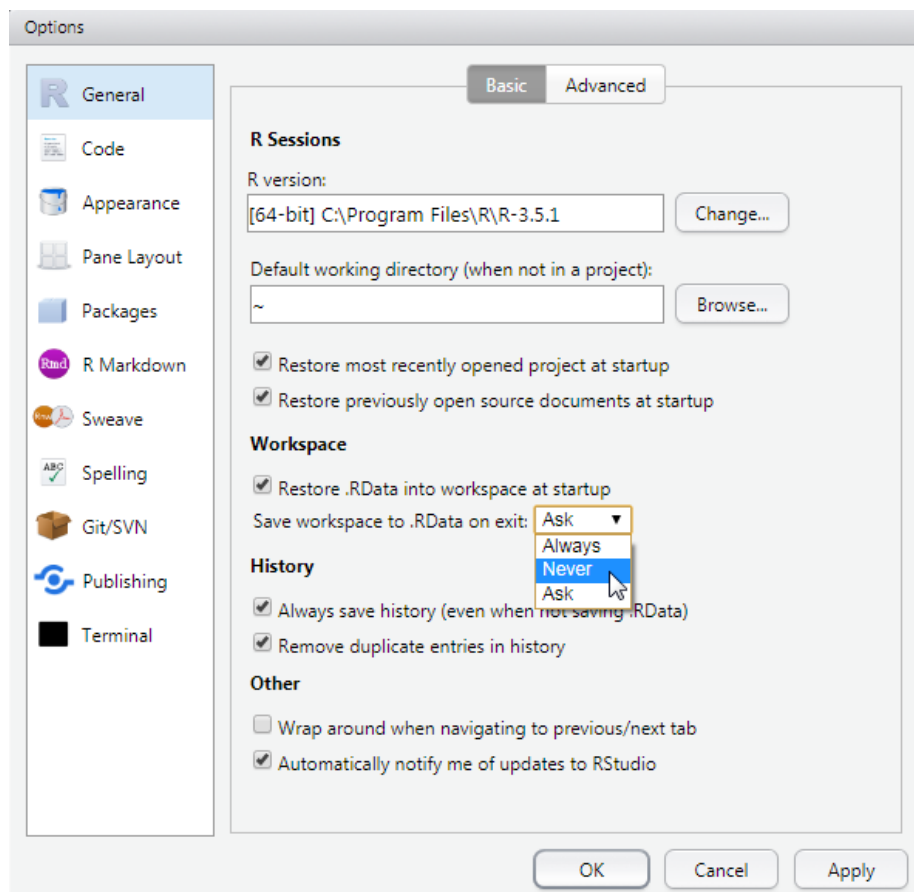 Options
General
Code
Appearance
Pane Layout
Packages
Rmd R Markdown
Sweave
ABC Spelling
Git/SVN
Publishing
Terminal
Basic Advanced
R Sessions
R version:
[64-bit] C:\Program Files\R\R-3.5.1 Change...
Default working directory (when not in a project):
~ Browse...
Restore most recently opened project at startup
Restore previously open source documents at startup
Workspace
Restore .RData into workspace at startup
Save workspace to .RData on exit: Ask
Always
Never
Ask
History
Always save history (even when not saving .RData)
Remove duplicate entries in history
Other
Wrap around when navigating to previous/next tab
Automatically notify me of updates to RStudio
OK Cancel Apply